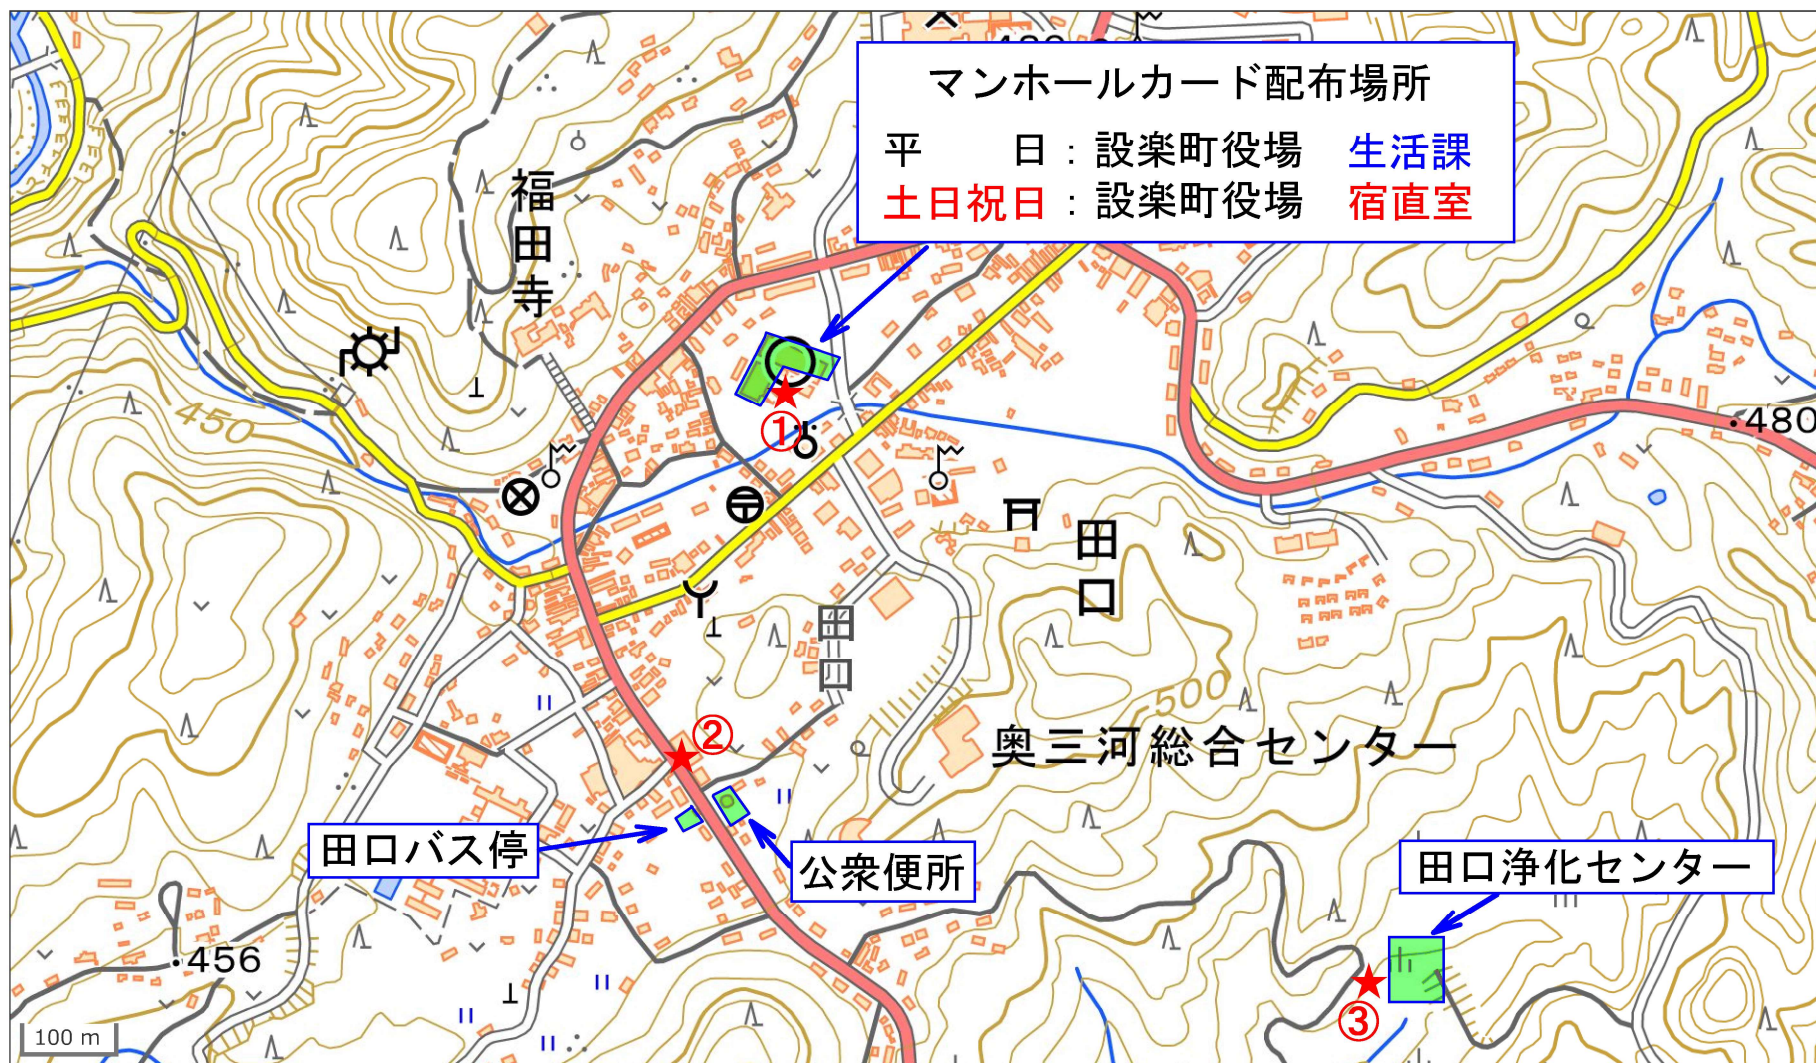 マンホールカード配布場所
平　　日：設楽町役場　生活課
土日祝日：設楽町役場　宿直室
福田寺
450
480
①
田口
田口
500
②
奥三河総合センター
田口バス停
公衆便所
田口浄化センター
456
③
100 m